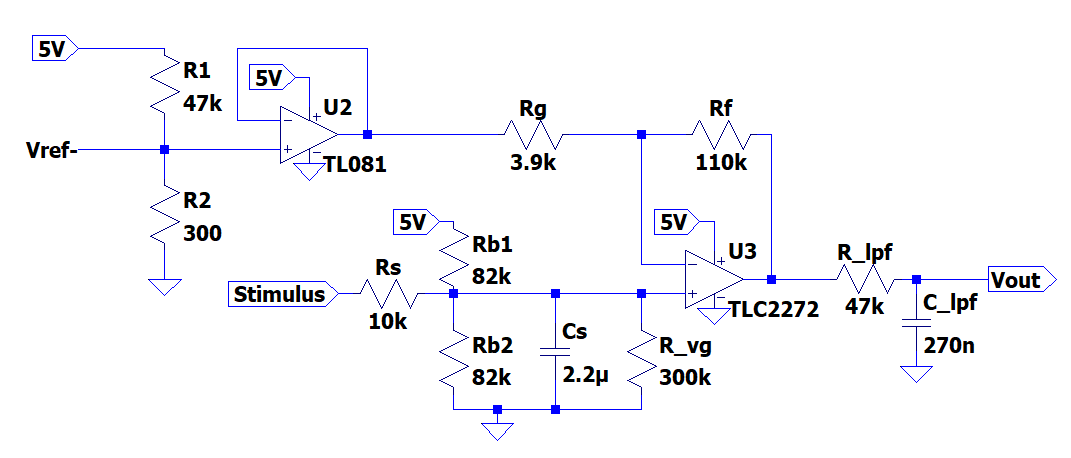 5V
R1
47k
Vref-
R2
300
5V
U2
TL081
Rg
3.9k
Rf
110k
5V
Rb1
82k
Stimulus
Rs
10k
Rb2
82k
Cs
2.2µ
R_vg
300k
5V
U3
TLC2272
R_lpf
47k
C_lpf
270n
Vout